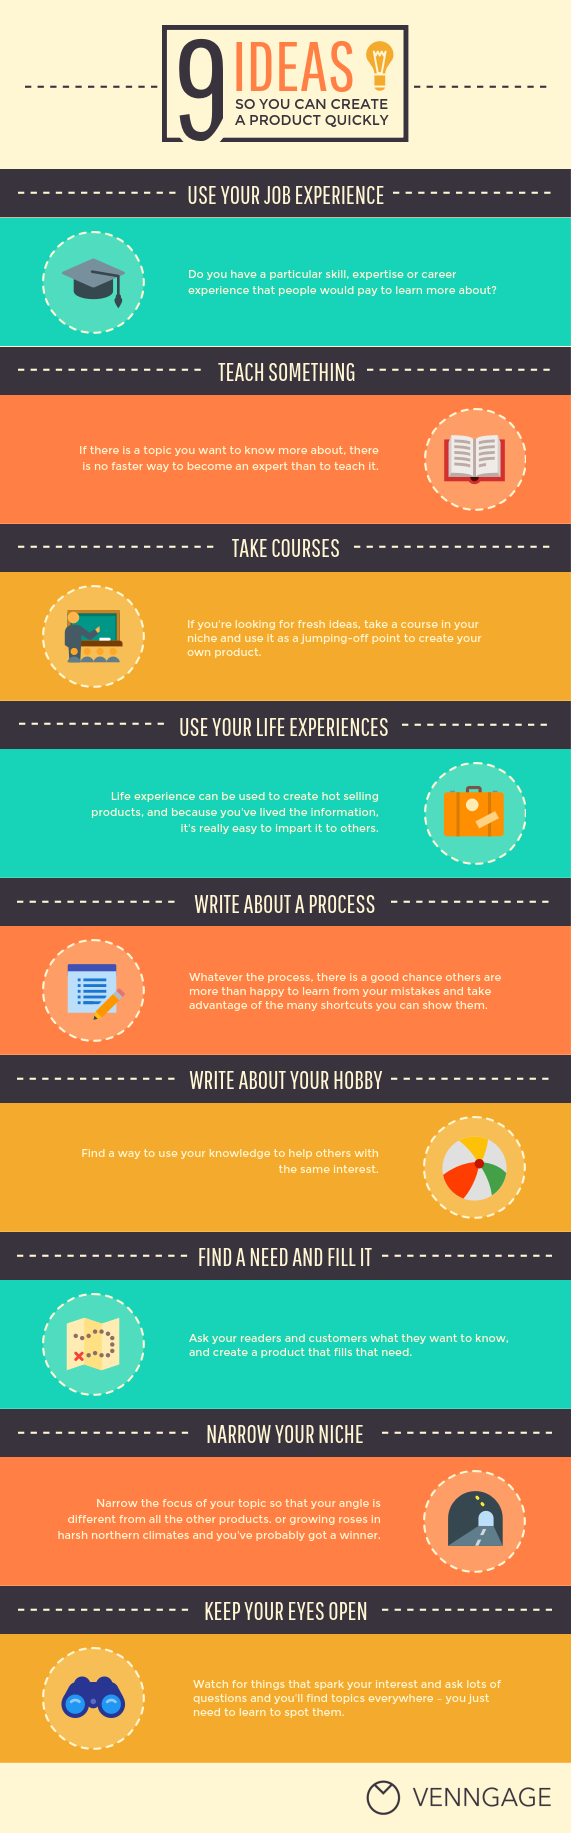 9 IDEAS
SO YOU CAN CREATE
A PRODUCT QUICKLY
USE YOUR JOB EXPERIENCE
Do you have a particular skill, expertise or career
experience that people would pay to learn more about?
TEACH SOMETHING
If there is a topic you want to know more about, there
is no faster way to become an expert than to teach it.
TAKE COURSES
If you're looking for fresh ideas, take a course in your
niche and use it as a jumping-off point to create your
own product.
USE YOUR LIFE EXPERIENCES
Life experience can be used to create hot selling
products, and because you've lived the information,
it's really easy to impart it to others.
WRITE ABOUT A PROCESS
Whatever the process, there is a good chance others are
more than happy to learn from your mistakes and take
advantage of the many shortcuts you can show them.
WRITE ABOUT YOUR HOBBY
Find a way to use your knowledge to help others with
the same interest.
FIND A NEED AND FILL IT
Ask your readers and customers what they want to know,
and create a product that fills that need.
NARROW YOUR NICHE
Narrow the focus of your topic so that your angle is
different from all the other products. or growing roses in
harsh northern climates and you've probably got a winner.
KEEP YOUR EYES OPEN
Watch for things that spark your interest and ask lots of
questions and you'll find topics everywhere – you just
need to learn to spot them.
VENNGAGE